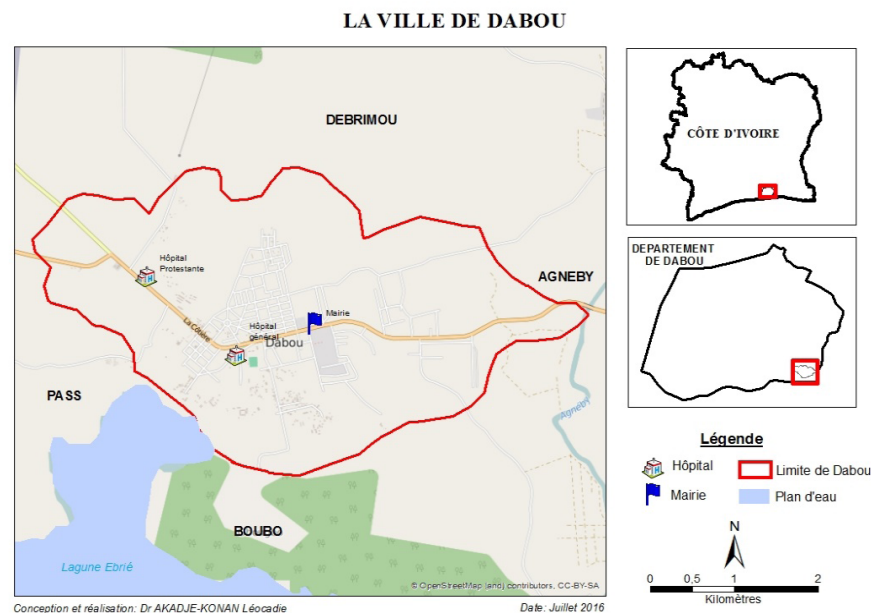 LA VILLE DE DABOU
DEBRIMOU
CÔTE D'IVOIRE
DEPARTEMENT
DE DABOU
AGNEBY
Hôpital
Protestante
Mairie
La Côtière
Hôpital
général
Dabou
PASS
Agnéby
BOUBO
Lagune Ebrié
© OpenStreetMap (and) contributors, CC-BY-SA
Légende
Hôpital
Limite de Dabou
Mairie
Plan d'eau
N
0 0,5 1 2
Kilomètres
Conception et réalisation: Dr AKADJE-KONAN Léocadie
Date: Juillet 2016